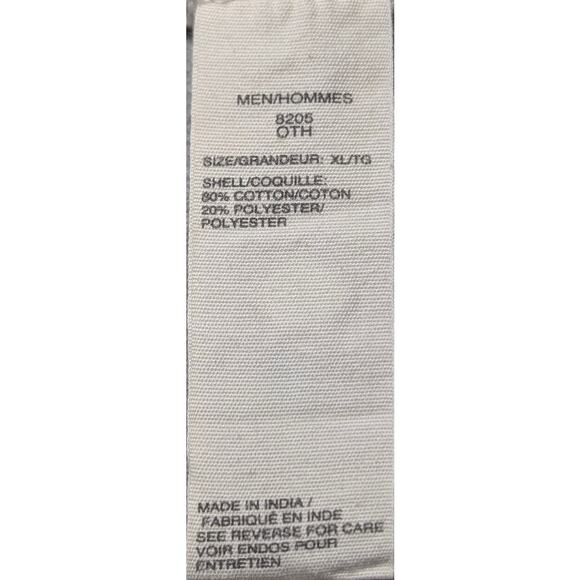 MEN/HOMMES
8205
OTH
SIZE/GRANDEUR: XL/TG
SHELL/COQUILLE:
80% COTTON/COTON
20% POLYESTER/
POLYESTER
MADE IN INDIA /
FABRIQUÉ EN INDE
SEE REVERSE FOR CARE
VOIR ENDOS POUR
ENTRETIEN